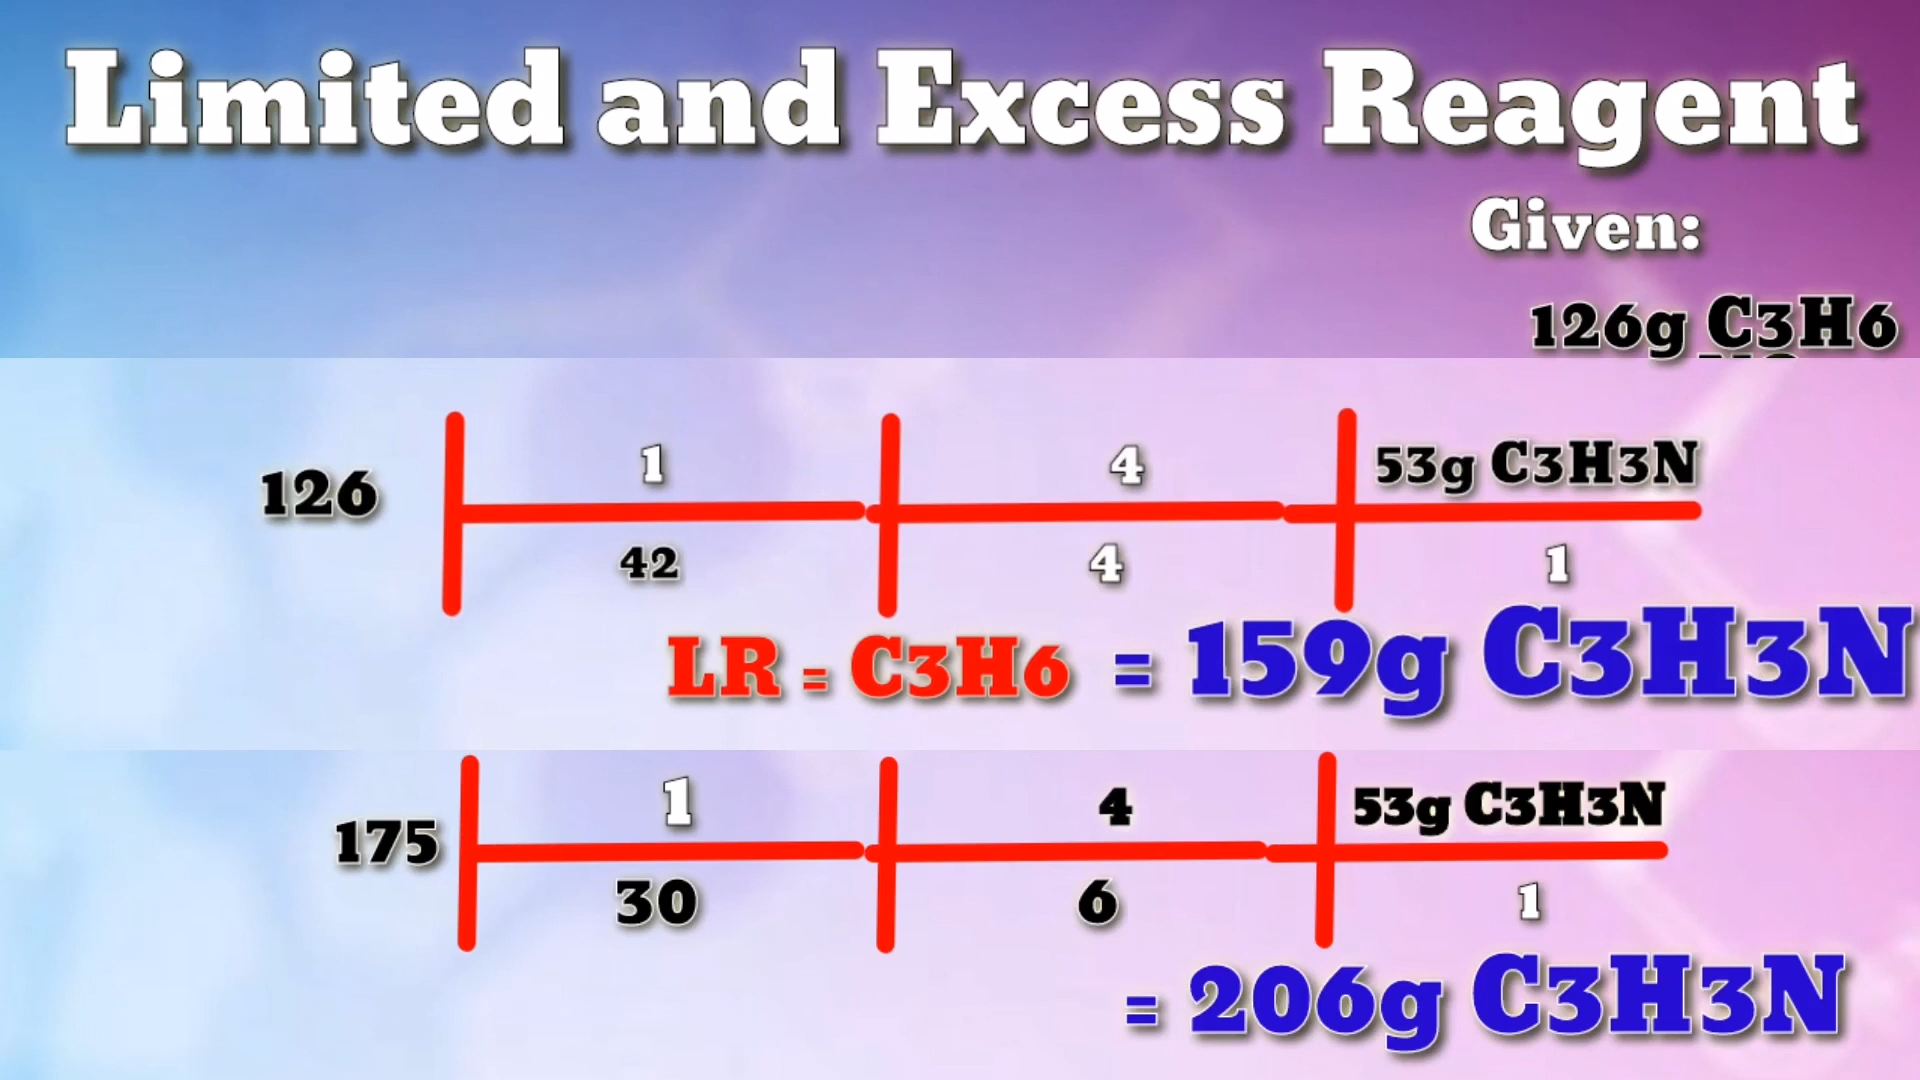 Limited and Excess Reagent
Given:
126g C3H6
1 4 53g C3H3N
126
42 4 1
LR = C3H6 = 159g C3H3N
1 4 53g C3H3N
175
30 6 1
= 206g C3H3N